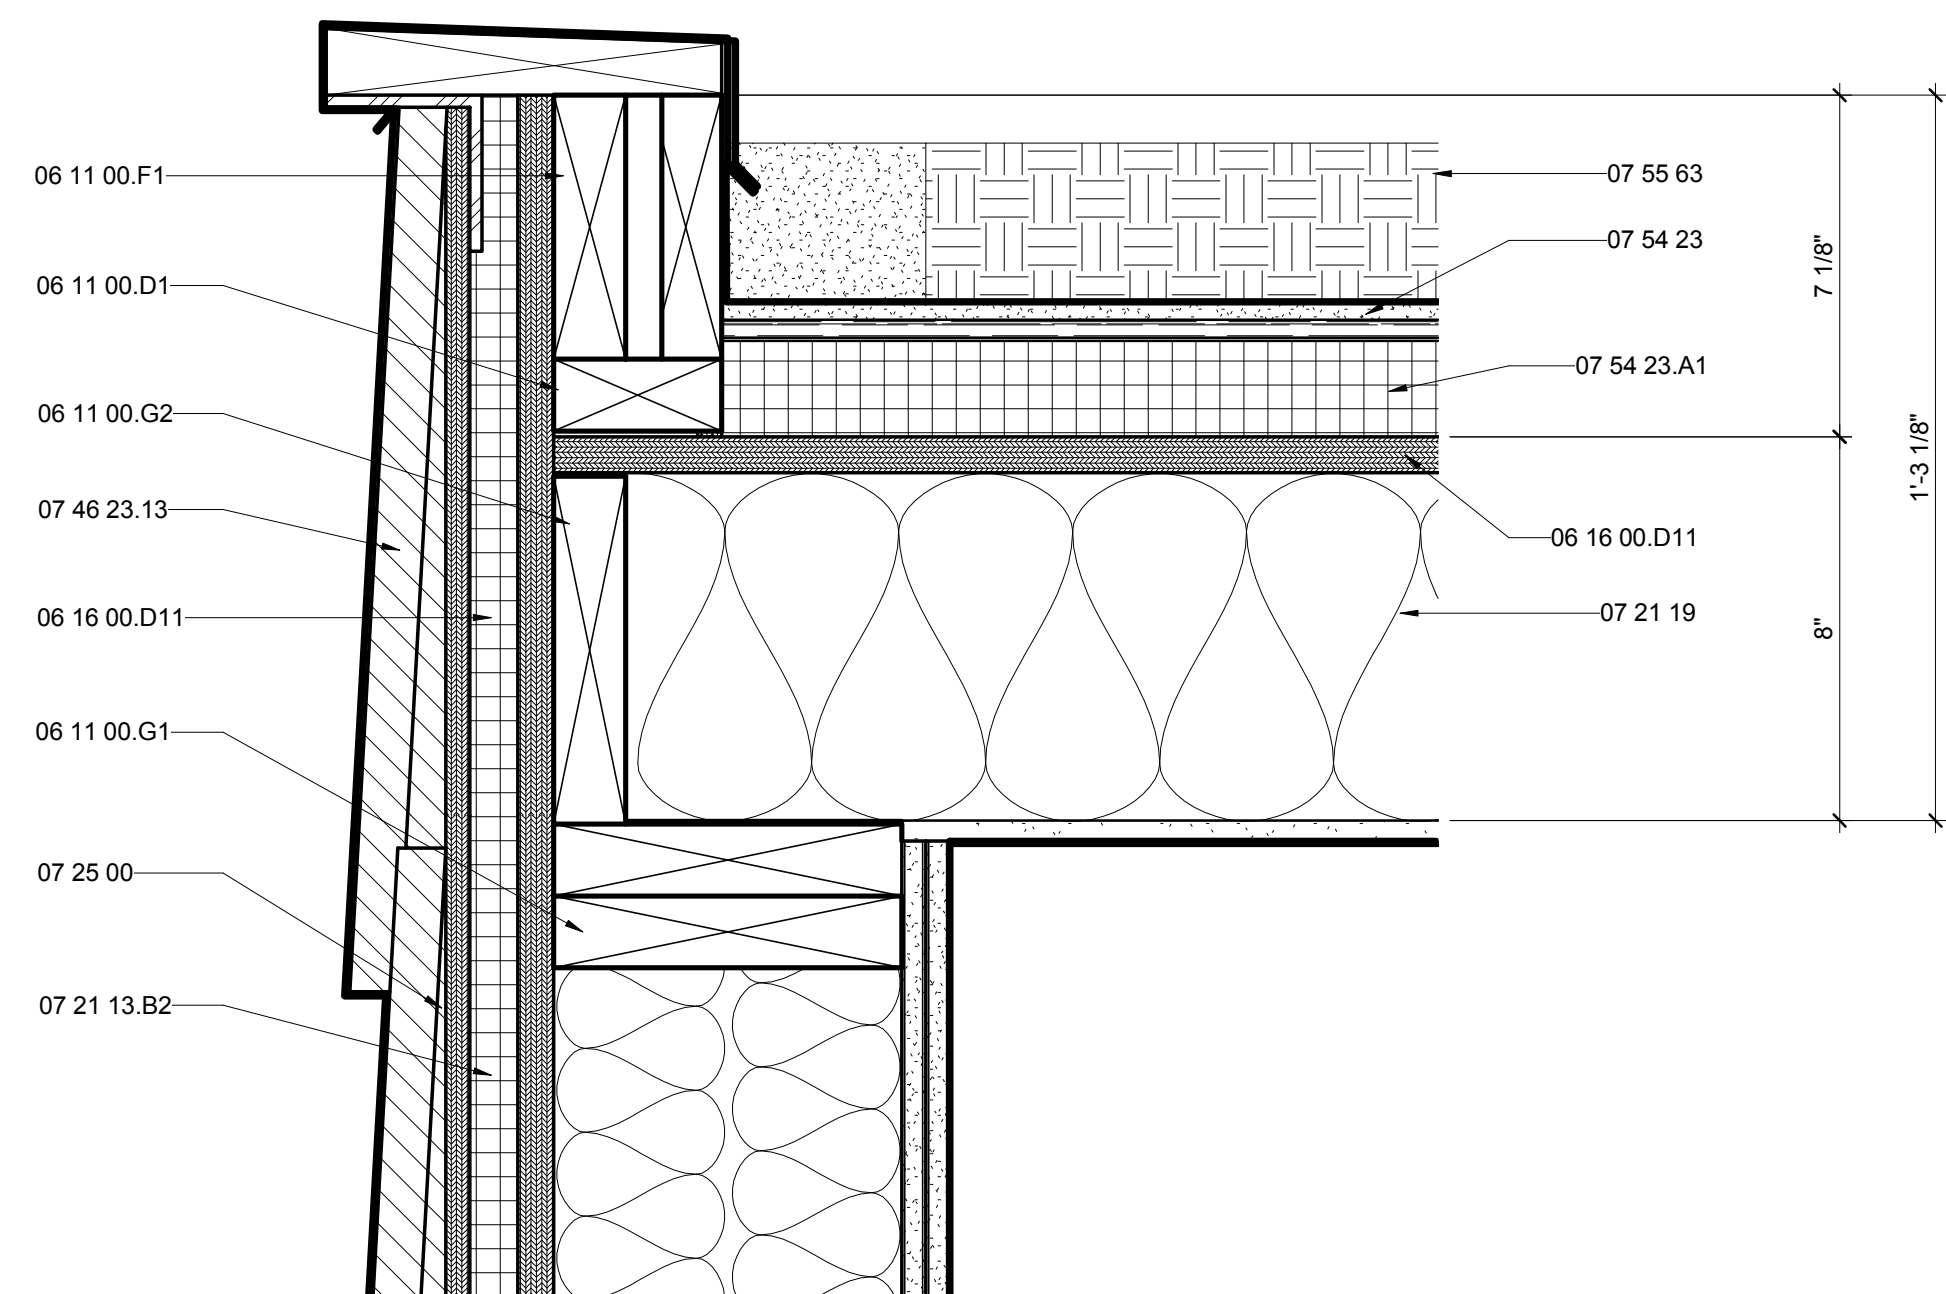 06 11 00.F1
06 11 00.D1
06 11 00.G2
07 46 23.13
06 16 00.D11
06 11 00.G1
07 25 00
07 21 13.B2
07 55 63
07 54 23
07 54 23.A1
06 16 00.D11
07 21 19
7 1/8"
8"
1'-3 1/8"